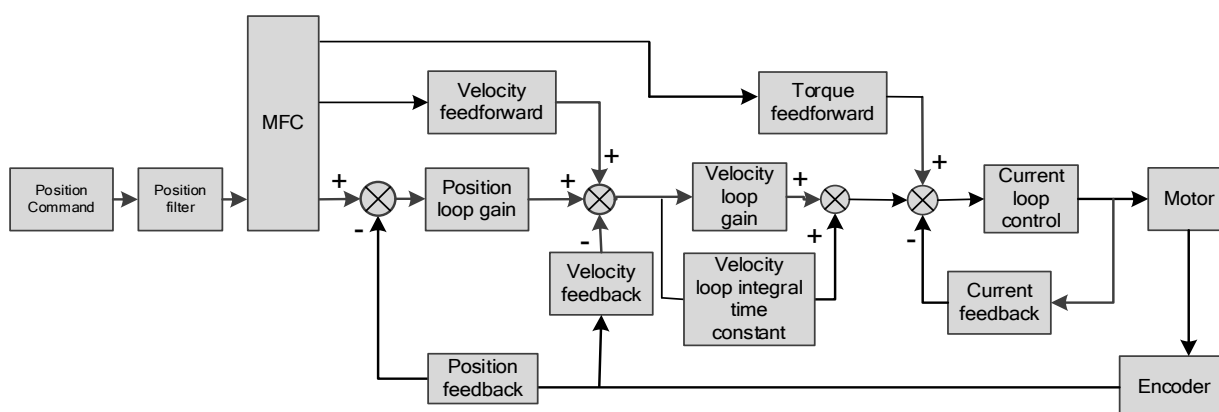 Position
Command
Position
filter
MFC
Velocity
feedforward
Torque
feedforward
+
-
Position
loop gain
+
+
-
Velocity
feedback
Velocity
loop
gain
Velocity
loop integral
time
constant
+
+
+
-
Current
loop
control
Current
feedback
Motor
Encoder
Position
feedback